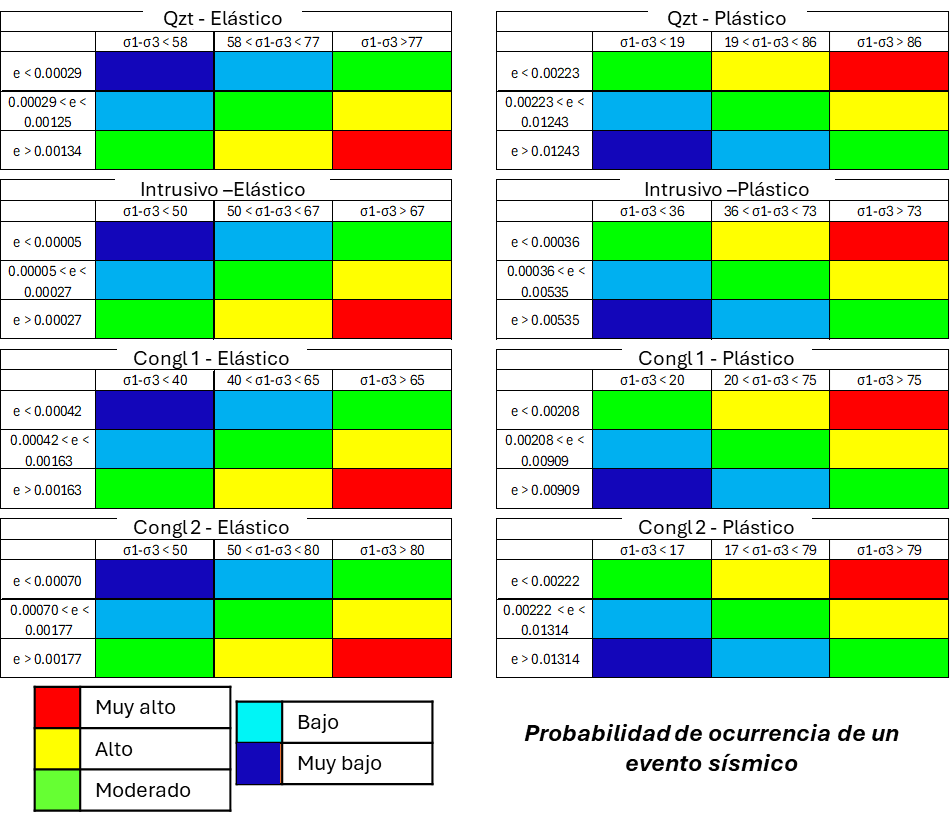 Qzt - Elástico
σ1-σ3 < 58 58 < σ1-σ3 < 77 σ1-σ3 >77
e < 0.00029
0.00029 < e <
0.00125
e > 0.00134
Qzt - Plástico
σ1-σ3 < 19 19 < σ1-σ3 < 86 σ1-σ3 > 86
e < 0.00223
0.00223 < e <
0.01243
e > 0.01243
Intrusivo –Elástico
σ1-σ3 < 50 50 < σ1-σ3 < 67 σ1-σ3 > 67
e < 0.00005
0.00005 < e <
0.00027
e > 0.00027
Intrusivo –Plástico
σ1-σ3 < 36 36 < σ1-σ3 < 73 σ1-σ3 > 73
e < 0.00036
0.00036 < e <
0.00535
e > 0.00535
Congl 1 - Elástico
σ1-σ3 < 40 40 < σ1-σ3 < 65 σ1-σ3 > 65
e < 0.00042
0.00042 < e <
0.00163
e > 0.00163
Congl 1 - Plástico
σ1-σ3 < 20 20 < σ1-σ3 < 75 σ1-σ3 > 75
e < 0.00208
0.00208 < e <
0.00909
e > 0.00909
Congl 2 - Elástico
σ1-σ3 < 50 50 < σ1-σ3 < 80 σ1-σ3 > 80
e < 0.00070
0.00070 < e <
0.00177
e > 0.00177
Congl 2 - Plástico
σ1-σ3 < 17 17 < σ1-σ3 < 79 σ1-σ3 > 79
e < 0.00222
0.00222 < e <
0.01314
e > 0.01314
Muy alto
Alto
Moderado
Bajo
Muy bajo
Probabilidad de ocurrencia de un
evento sísmico